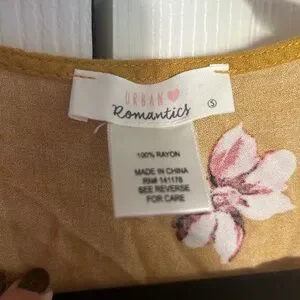 URBAN
Romantics
S
100% RAYON
MADE IN CHINA
RN# 141178
SEE REVERSE
FOR CARE